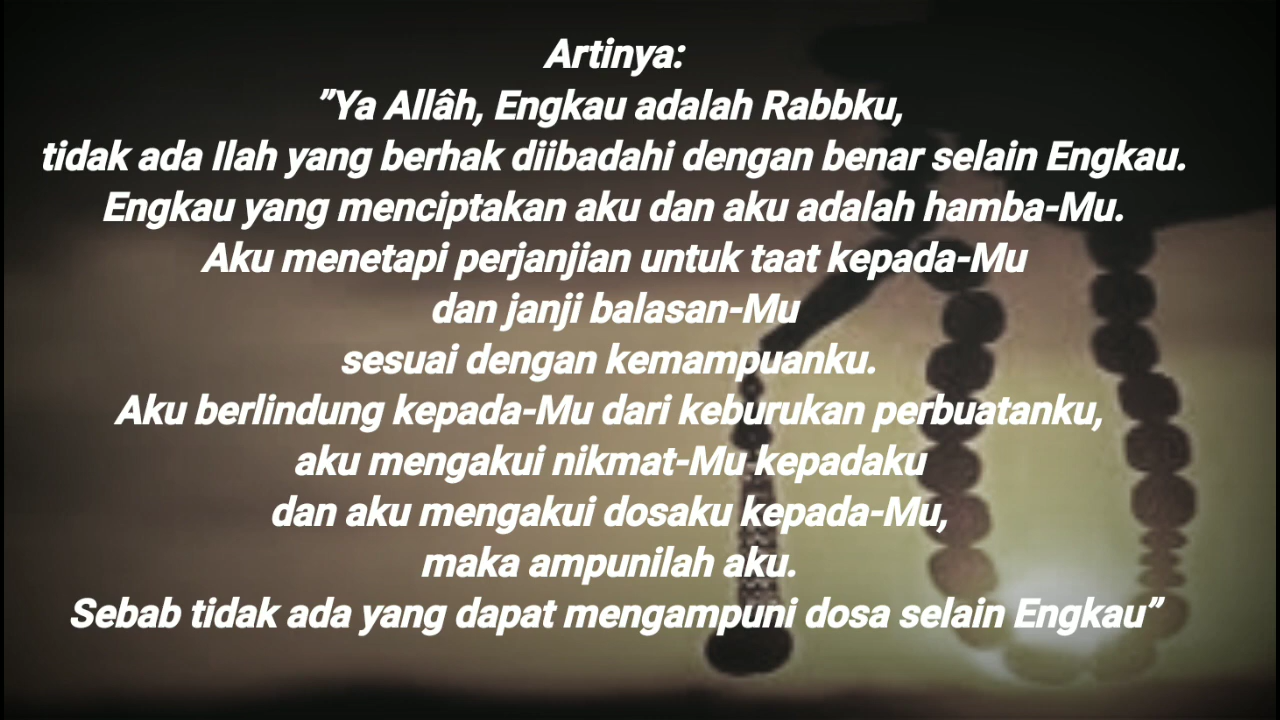 Artinya:
"Ya Allâh, Engkau adalah Rabbku,
tidak ada Ilah yang berhak diibadahi dengan benar selain Engkau.
Engkau yang menciptakan aku dan aku adalah hamba-Mu.
Aku menetapi perjanjian untuk taat kepada-Mu
dan janji balasan-Mu
sesuai dengan kemampuanku.
Aku berlindung kepada-Mu dari keburukan perbuatanku,
aku mengakui nikmat-Mu kepadaku
dan aku mengakui dosaku kepada-Mu,
maka ampunilah aku.
Sebab tidak ada yang dapat mengampuni dosa selain Engkau"